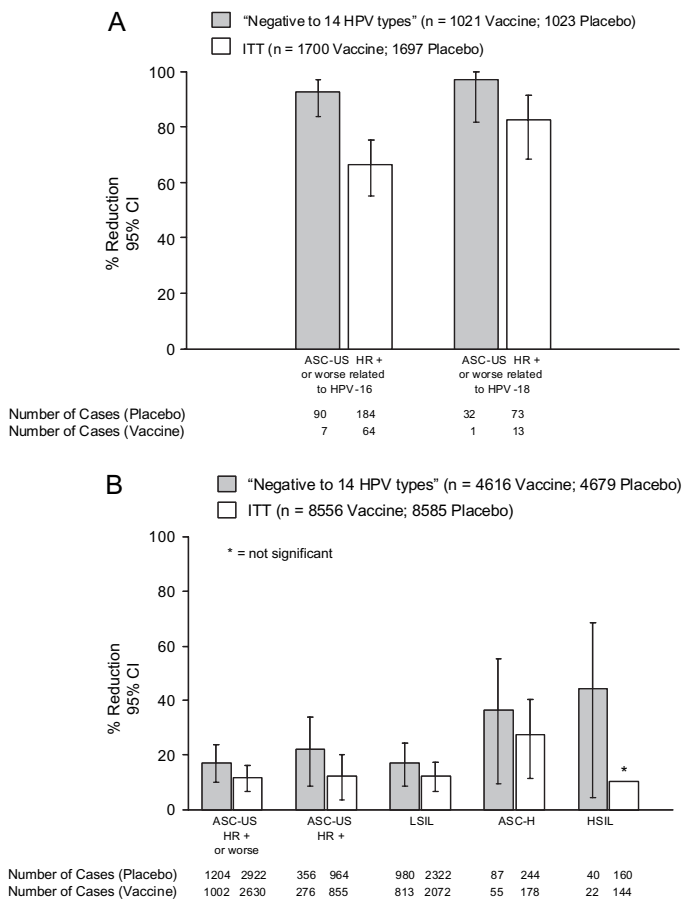 A
“Negative to 14 HPV types” (n = 1021 Vaccine; 1023 Placebo)
ITT (n = 1700 Vaccine; 1697 Placebo)
% Reduction
95% CI
100
80
60
40
20
0
ASC-US HR +
or worse related
to HPV-16
ASC-US HR +
or worse related
to HPV-18
Number of Cases (Placebo) 90 184 32 73
Number of Cases (Vaccine) 7 64 1 13
B
“Negative to 14 HPV types” (n = 4616 Vaccine; 4679 Placebo)
ITT (n = 8556 Vaccine; 8585 Placebo)
* = not significant
% Reduction
95% CI
100
80
60
40
20
0
*
ASC-US
HR +
or worse
ASC-US
HR +
LSIL
ASC-H
HSIL
Number of Cases (Placebo) 1204 2922 356 964 980 2322 87 244 40 160
Number of Cases (Vaccine) 1002 2630 276 855 813 2072 55 178 22 144